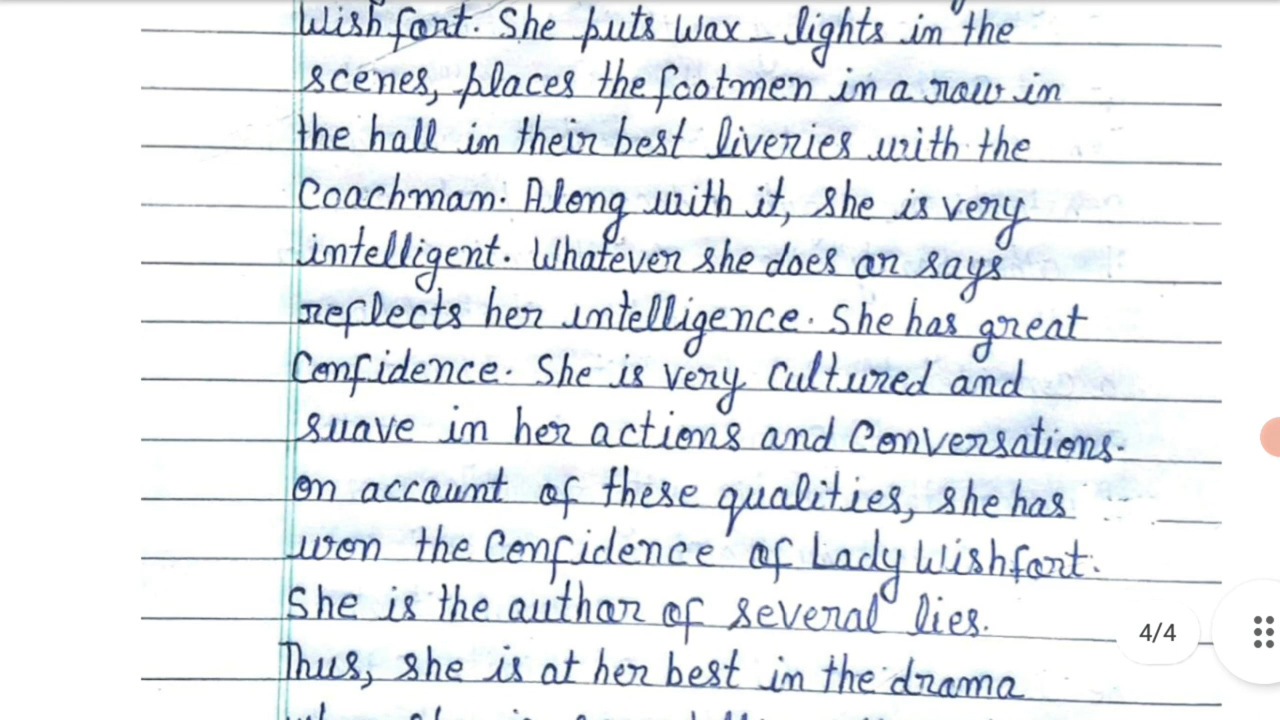 Wishfort. She puts wax-lights in the
scenes, places the footmen in a row in
the hall in their best liveries with the
Coachman. Along with it, she is very
intelligent. Whatever she does or says
reflects her intelligence. She has great
Confidence. She is very cultured and
suave in her actions and Conversations.
on account of these qualities, she has
won the Confidence of Lady Wishfort.
She is the author of several lies.
4/4
Thus, she is at her best in the drama